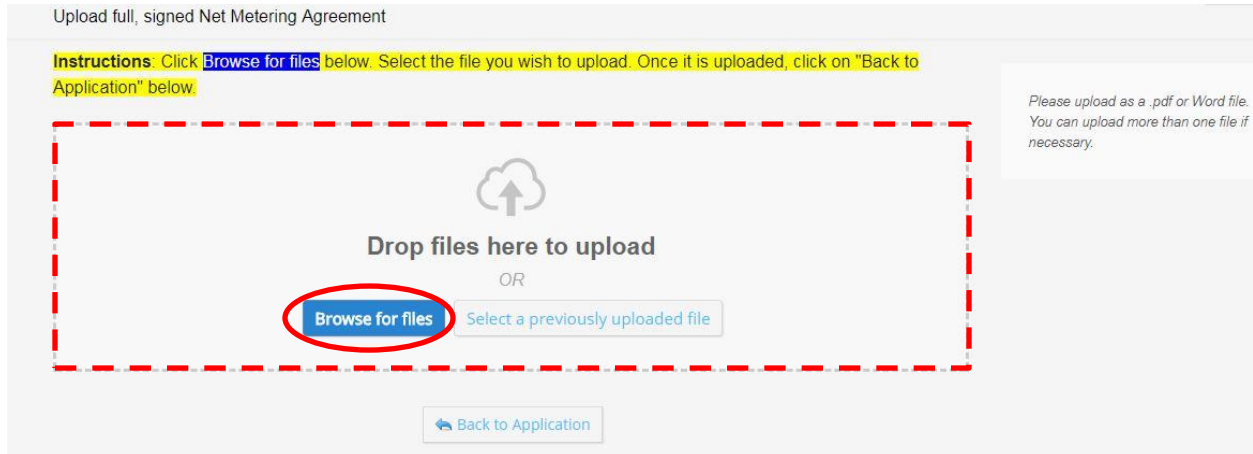 Upload full, signed Net Metering Agreement
Instructions: Click Browse for files below. Select the file you wish to upload. Once it is uploaded, click on "Back to
Application" below.
Please upload as a .pdf or Word file.
You can upload more than one file if
necessary.
Drop files here to upload
OR
Browse for files
Select a previously uploaded file
Back to Application